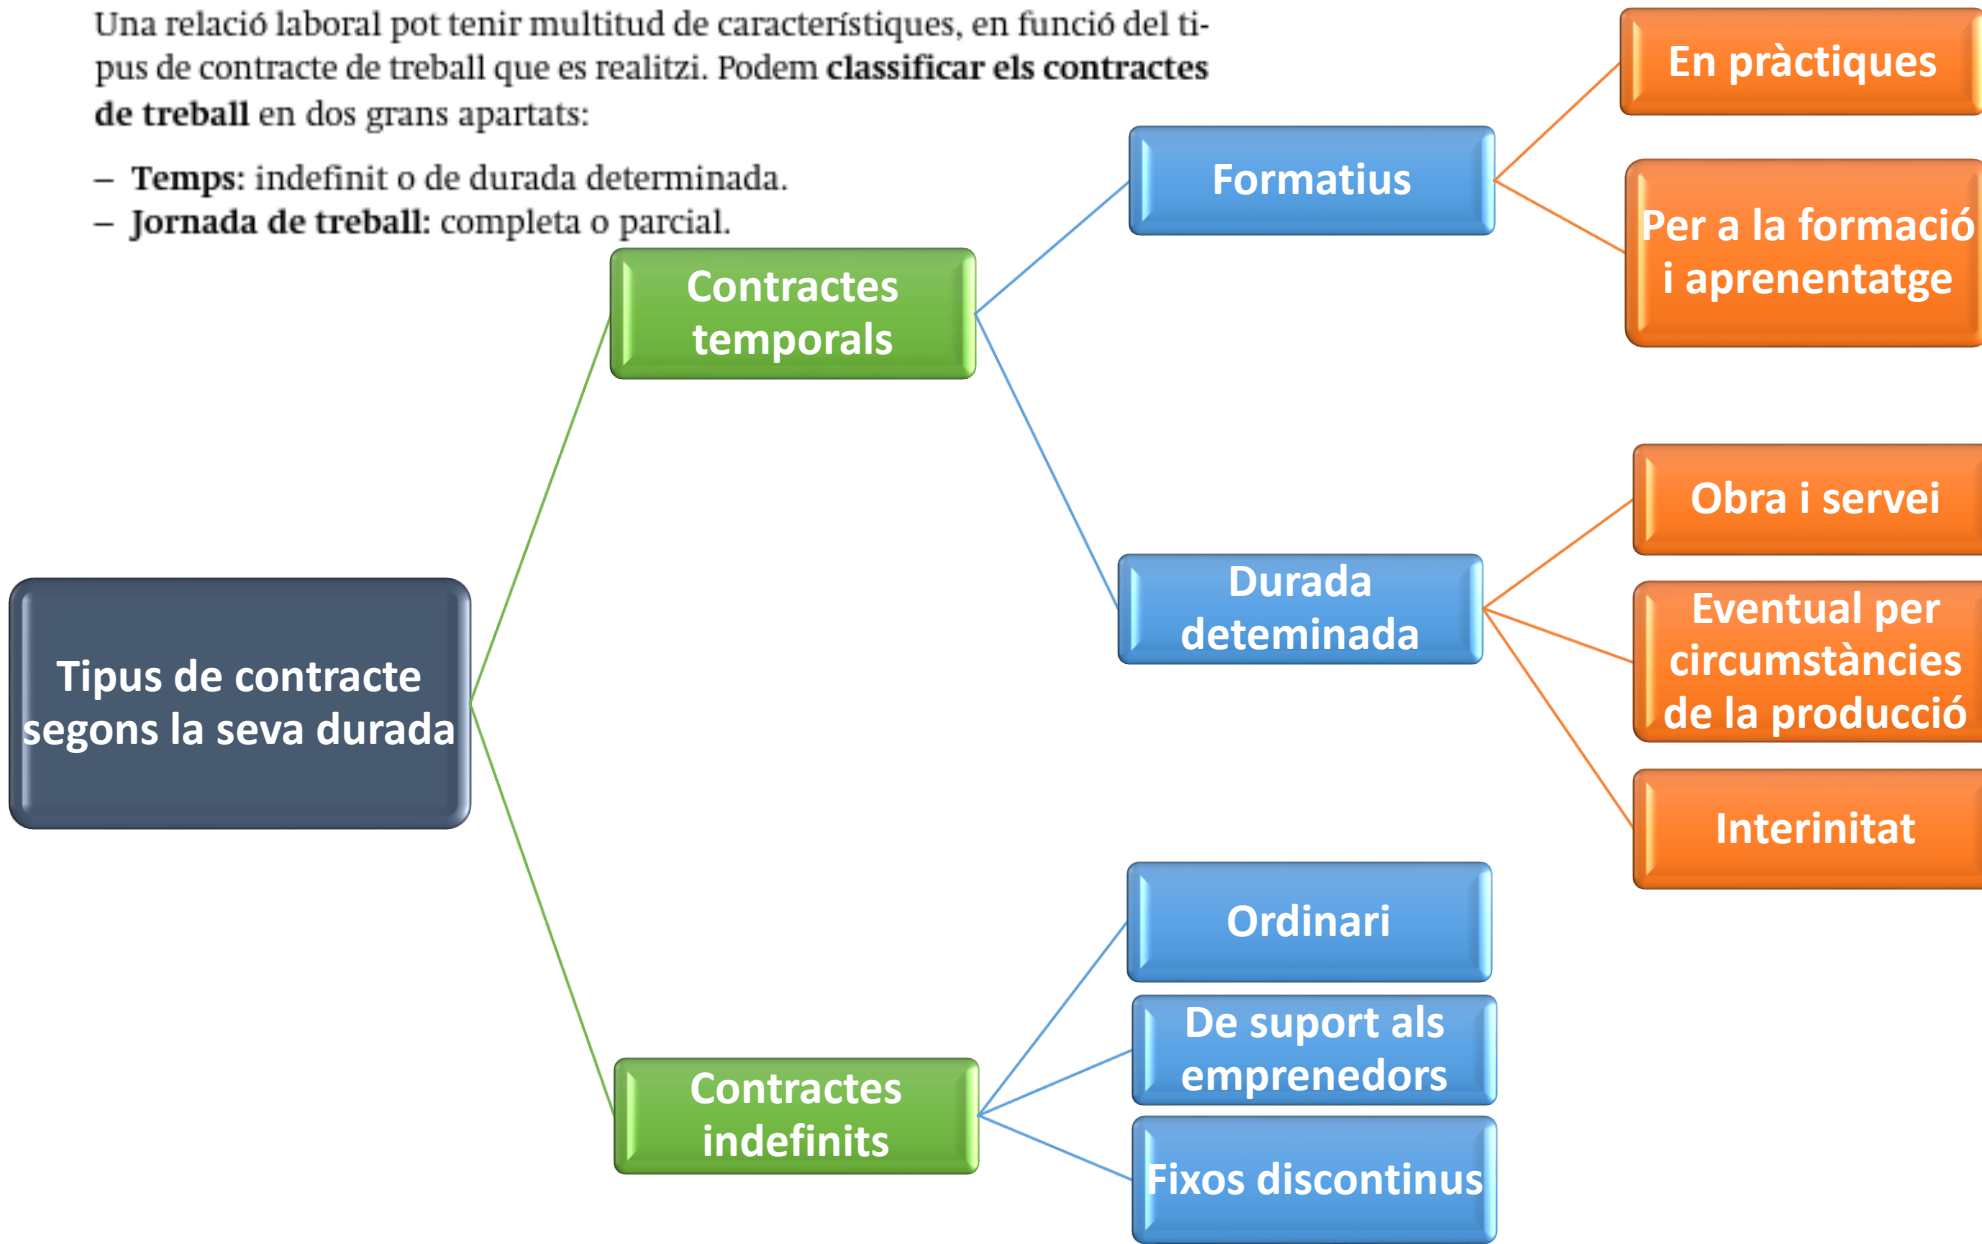 Una relació laboral pot tenir multitud de característiques, en funció del ti-
pus de contracte de treball que es realitzi. Podem classificar els contractes
de treball en dos grans apartats:
– Temps: indefinit o de durada determinada.
– Jornada de treball: completa o parcial.
Tipus de contracte
segons la seva durada
Contractes
temporals
Formatius
En pràctiques
Per a la formació
i aprenentatge
Durada
deteminada
Obra i servei
Eventual per
circumstàncies
de la producció
Interinitat
Contractes
indefinits
Ordinari
De suport als
emprenedors
Fixos discontinus